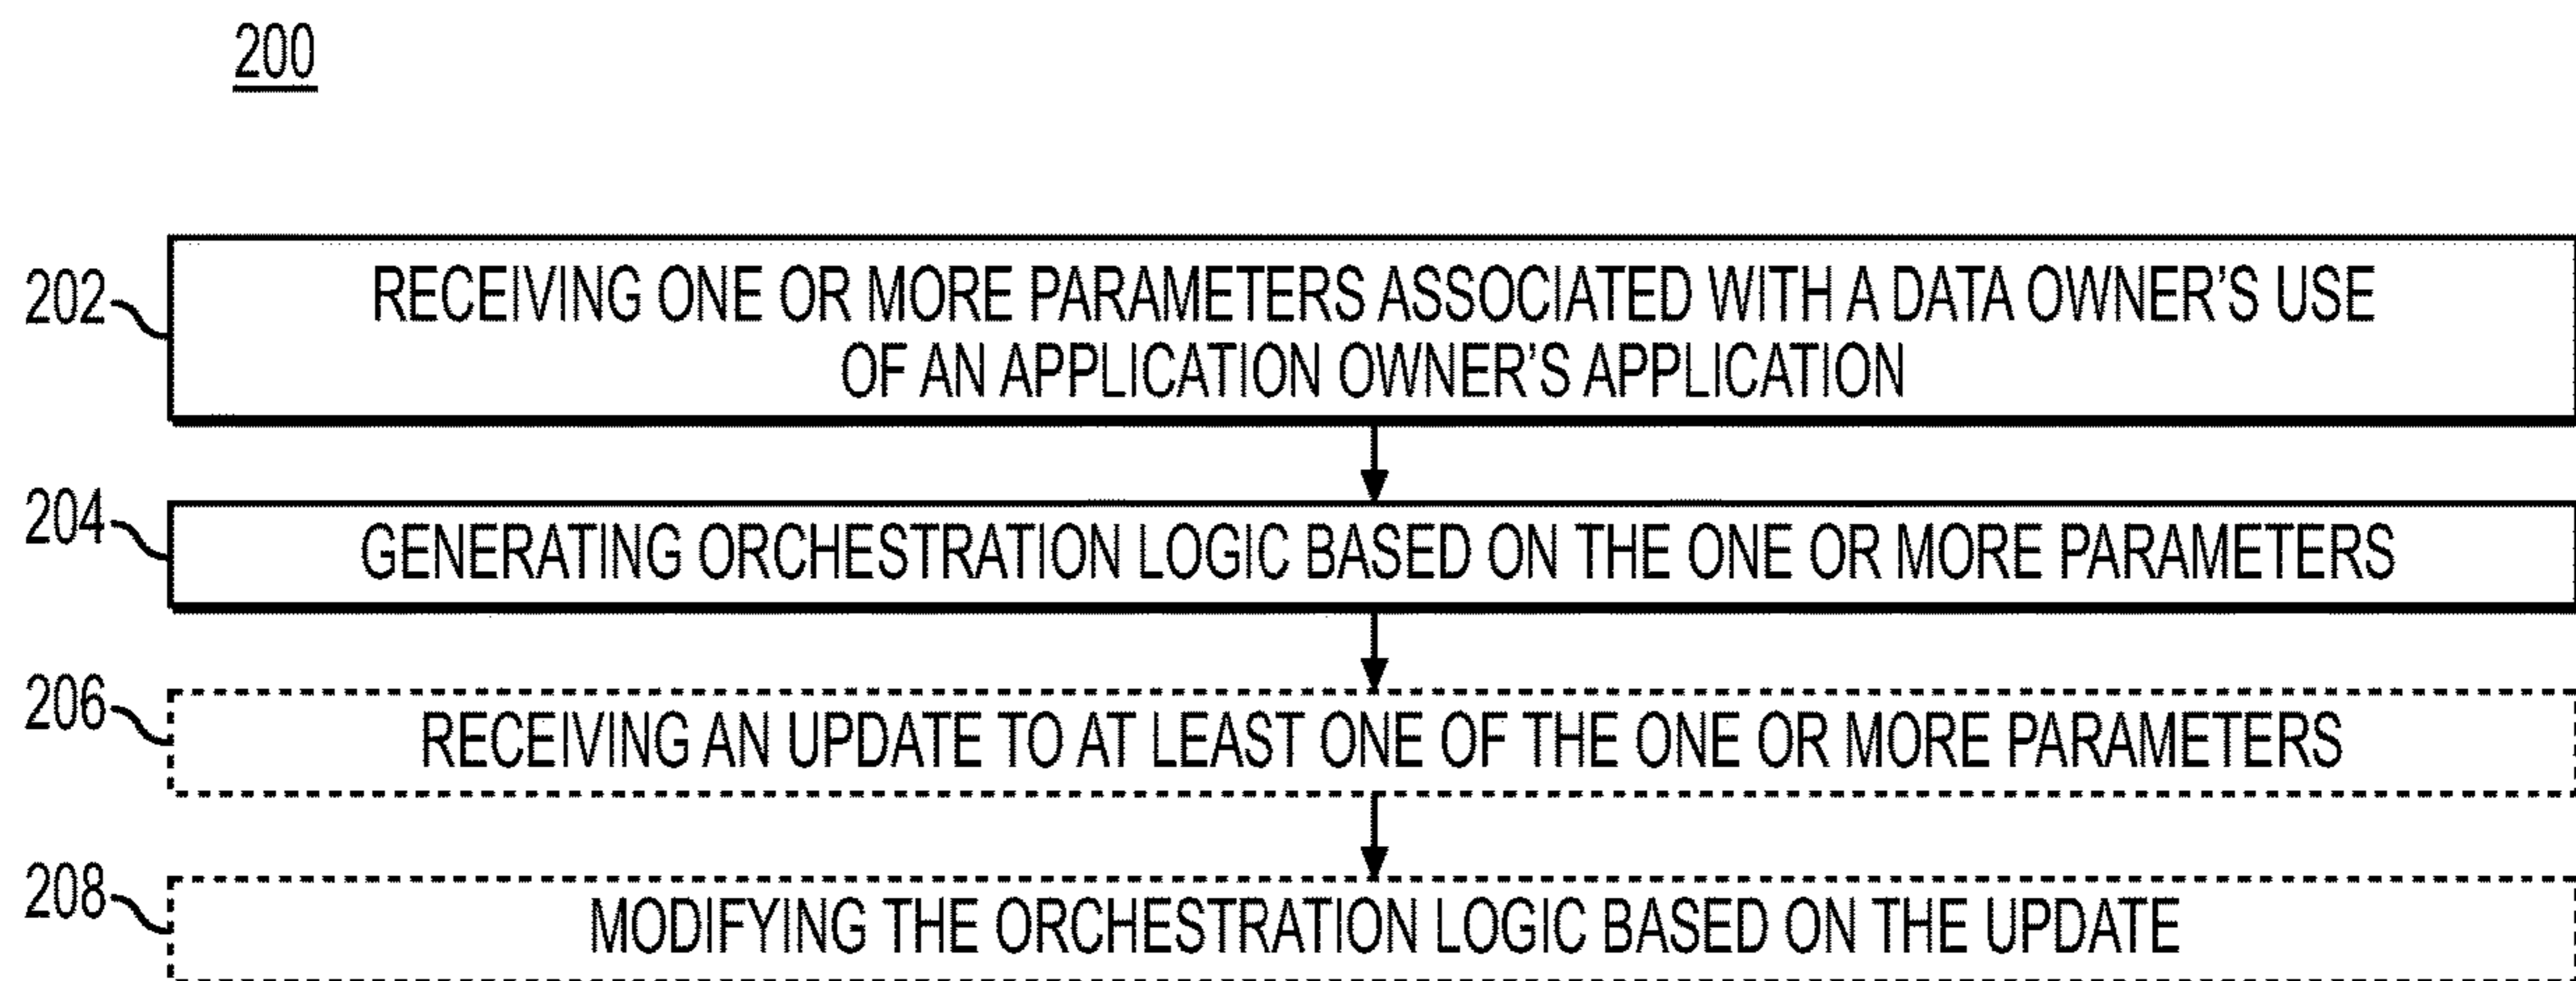 200
202
RECEIVING ONE OR MORE PARAMETERS ASSOCIATED WITH A DATA OWNER'S USE
OF AN APPLICATION OWNER'S APPLICATION
204
GENERATING ORCHESTRATION LOGIC BASED ON THE ONE OR MORE PARAMETERS
206
RECEIVING AN UPDATE TO AT LEAST ONE OF THE ONE OR MORE PARAMETERS
208
MODIFYING THE ORCHESTRATION LOGIC BASED ON THE UPDATE